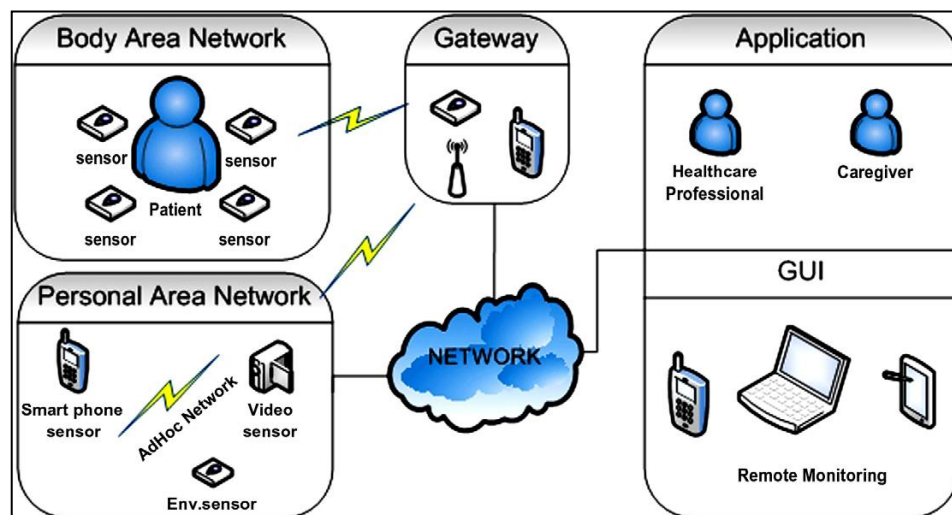 Body Area Network
sensor
sensor
Patient
sensor
sensor
Gateway
Application
Healthcare
Professional
Caregiver
Personal Area Network
Smart phone
sensor
AdHoc Network
Video
sensor
Env.sensor
NETWORK
GUI
Remote Monitoring